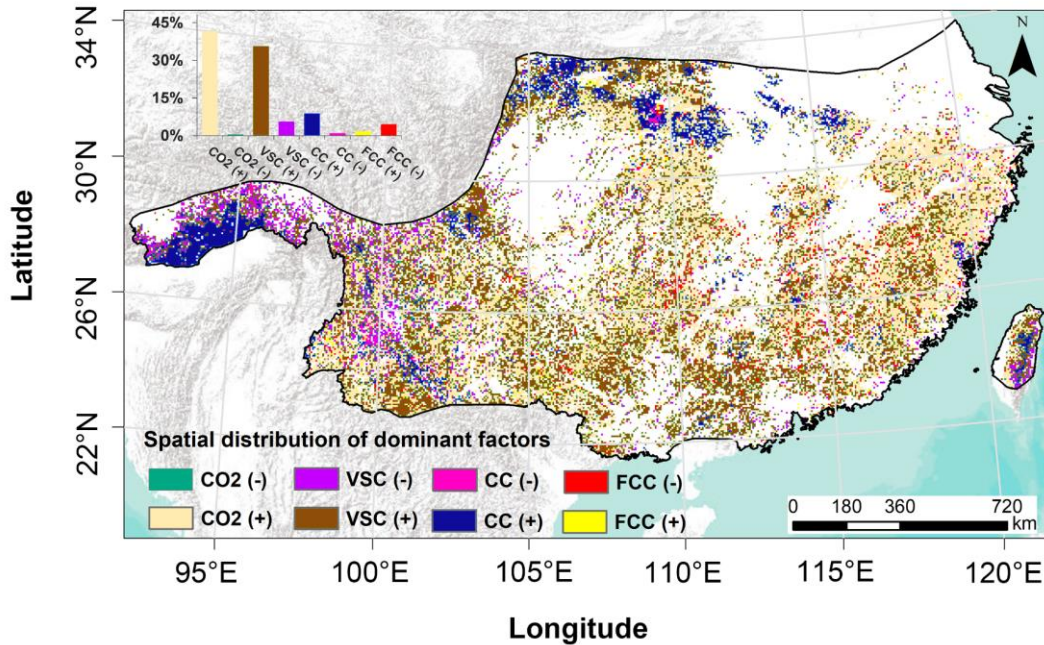 45%
30%
15%
0%
CO2 (+)
CO2 (-)
VSC (+)
VSC (-)
CC (+)
CC (-)
FCC (+)
FCC (-)
N
34°N
30°N
26°N
22°N
Latitude
Spatial distribution of dominant factors
CO2 (-) VSC (-) CC (-) FCC (-)
CO2 (+) VSC (+) CC (+) FCC (+)
0 180 360 720
km
95°E 100°E 105°E 110°E 115°E 120°E
Longitude